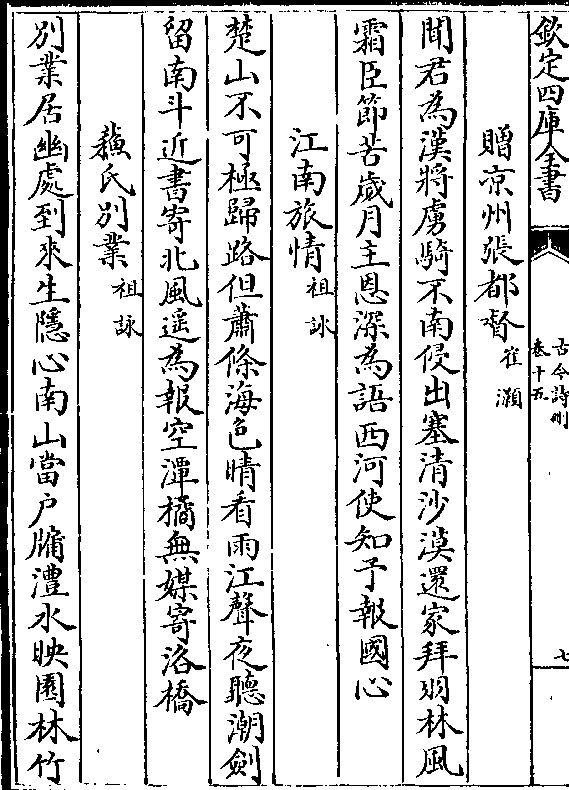 欽定四庫全書
古今詩刪
卷十五
七
贈凉州張都督 崔灝
聞君為漢將虜騎不南侵出塞清沙漠還家拜羽林風
霜臣節苦歲月主恩深為語西河使知予報國心
江南旅情 祖詠
楚山不可極歸路但蕭條海色晴看雨江聲夜聽潮劍
留南斗近書寄北風遥為報空潭橘無媒寄洛橋
蘓氏別業 祖詠
別業居幽處到來生隱心南山當户牖澧水映園林竹